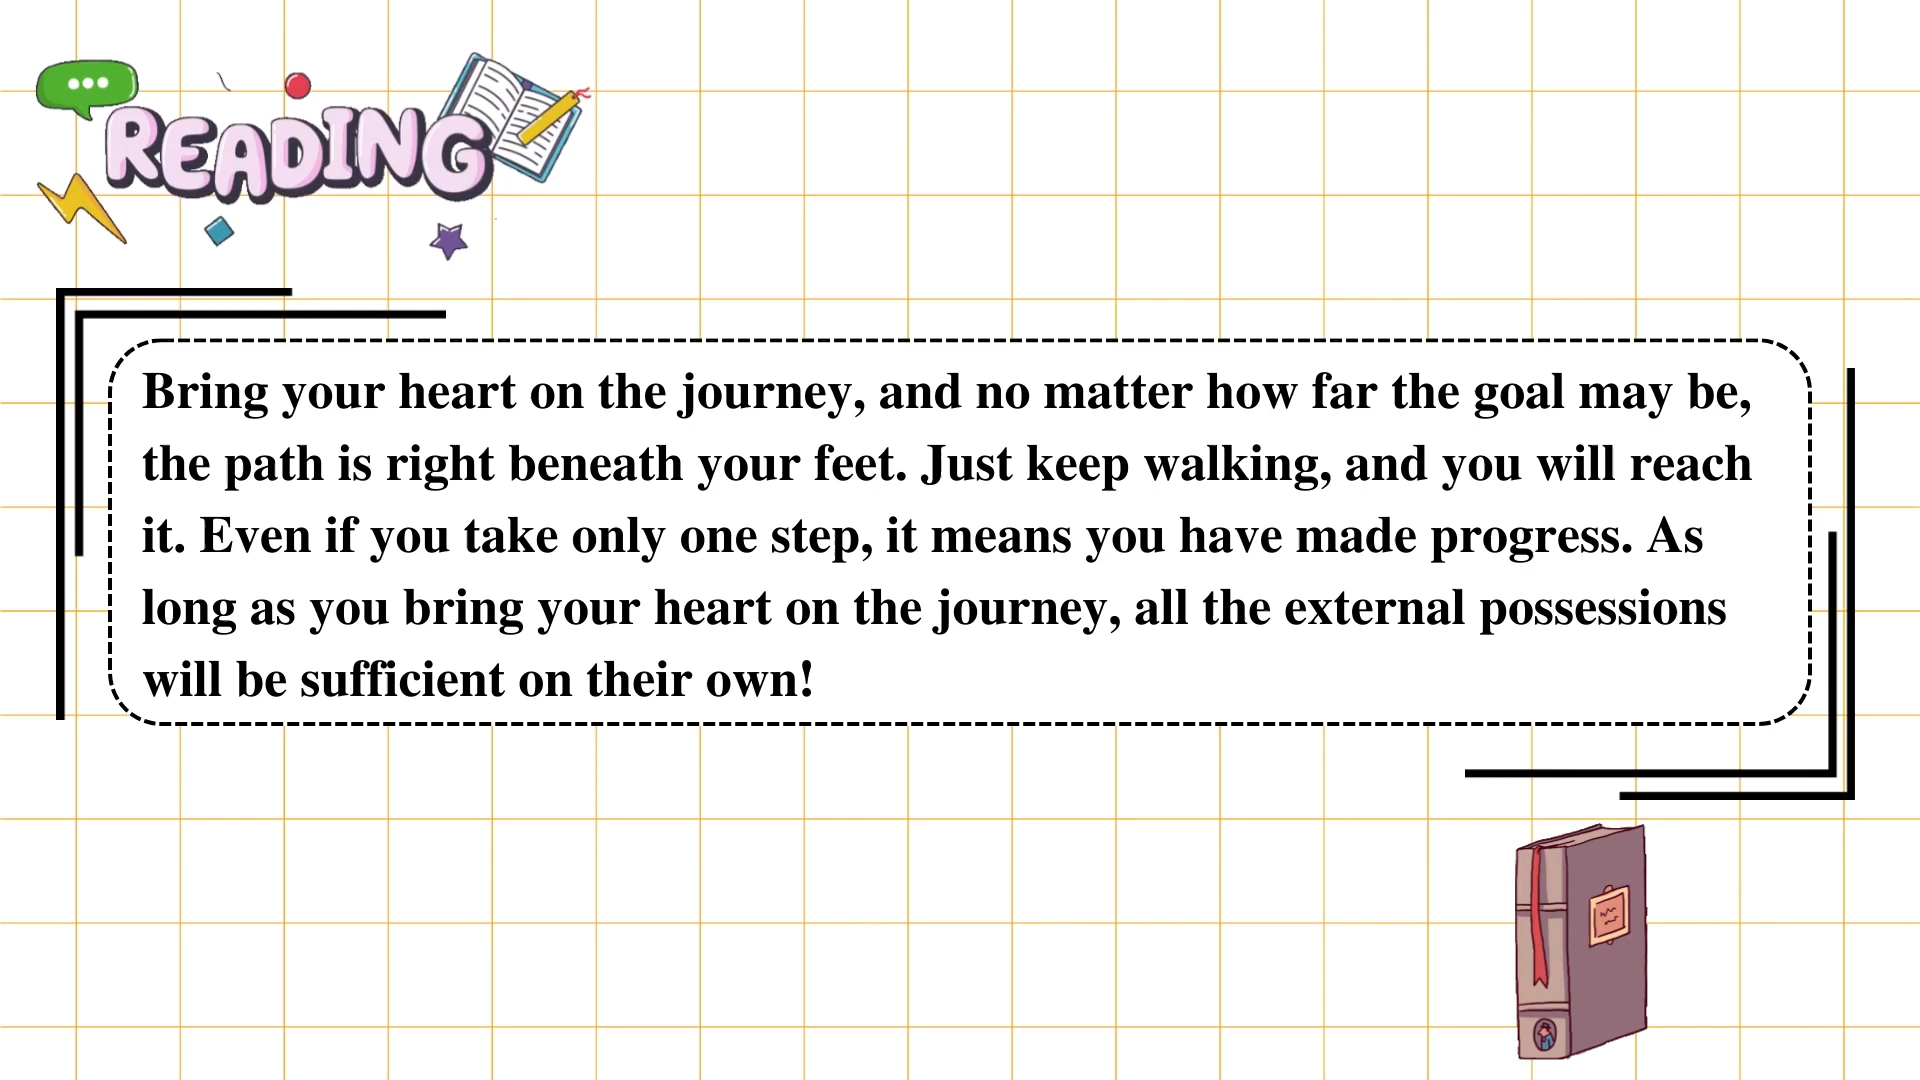 READING
Bring your heart on the journey, and no matter how far the goal may be,
the path is right beneath your feet. Just keep walking, and you will reach
it. Even if you take only one step, it means you have made progress. As
long as you bring your heart on the journey, all the external possessions
will be sufficient on their own!